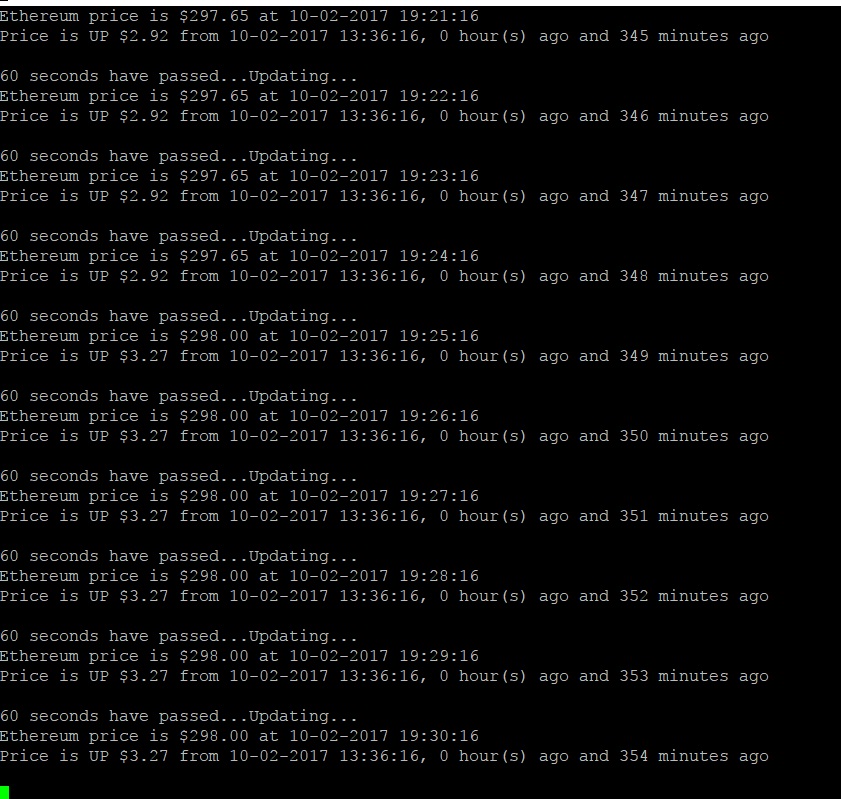 Ethereum price is $297.65 at 10-02-2017 19:21:16
Price is UP $2.92 from 10-02-2017 13:36:16, 0 hour(s) ago and 345 minutes ago
60 seconds have passed...Updating...
Ethereum price is $297.65 at 10-02-2017 19:22:16
Price is UP $2.92 from 10-02-2017 13:36:16, 0 hour(s) ago and 346 minutes ago
60 seconds have passed...Updating...
Ethereum price is $297.65 at 10-02-2017 19:23:16
Price is UP $2.92 from 10-02-2017 13:36:16, 0 hour(s) ago and 347 minutes ago
60 seconds have passed...Updating...
Ethereum price is $297.65 at 10-02-2017 19:24:16
Price is UP $2.92 from 10-02-2017 13:36:16, 0 hour(s) ago and 348 minutes ago
60 seconds have passed...Updating...
Ethereum price is $298.00 at 10-02-2017 19:25:16
Price is UP $3.27 from 10-02-2017 13:36:16, 0 hour(s) ago and 349 minutes ago
60 seconds have passed...Updating...
Ethereum price is $298.00 at 10-02-2017 19:26:16
Price is UP $3.27 from 10-02-2017 13:36:16, 0 hour(s) ago and 350 minutes ago
60 seconds have passed...Updating...
Ethereum price is $298.00 at 10-02-2017 19:27:16
Price is UP $3.27 from 10-02-2017 13:36:16, 0 hour(s) ago and 351 minutes ago
60 seconds have passed...Updating...
Ethereum price is $298.00 at 10-02-2017 19:28:16
Price is UP $3.27 from 10-02-2017 13:36:16, 0 hour(s) ago and 352 minutes ago
60 seconds have passed...Updating...
Ethereum price is $298.00 at 10-02-2017 19:29:16
Price is UP $3.27 from 10-02-2017 13:36:16, 0 hour(s) ago and 353 minutes ago
60 seconds have passed...Updating...
Ethereum price is $298.00 at 10-02-2017 19:30:16
Price is UP $3.27 from 10-02-2017 13:36:16, 0 hour(s) ago and 354 minutes ago